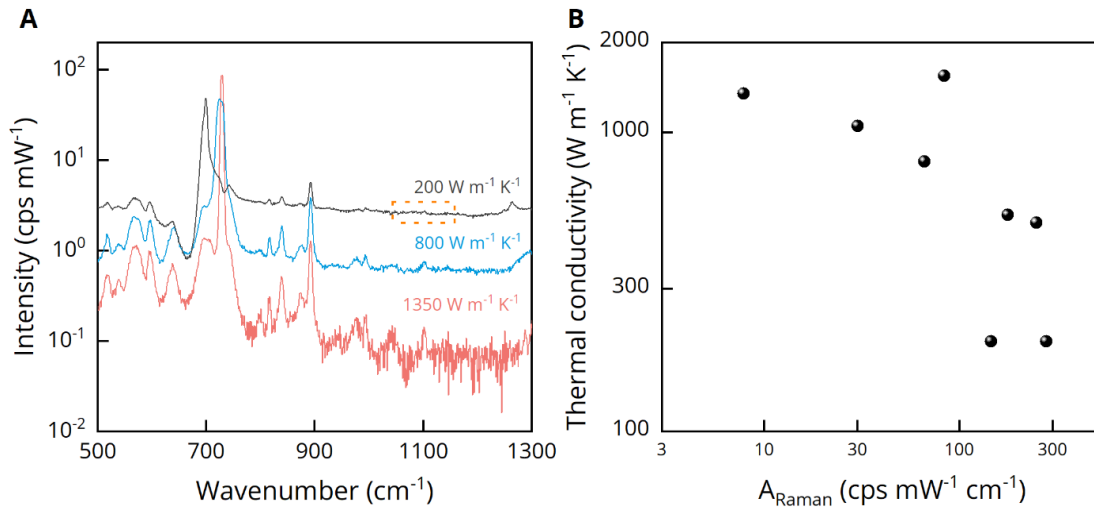 A
Intensity (cps mW⁻¹)
10²
10¹
10⁰
10⁻¹
10⁻²
200 W m⁻¹ K⁻¹
800 W m⁻¹ K⁻¹
1350 W m⁻¹ K⁻¹
500 700 900 1100 1300
Wavenumber (cm⁻¹)
B
Thermal conductivity (W m⁻¹ K⁻¹)
2000
1000
300
100
3 10 30 100 300
A_Raman (cps mW⁻¹ cm⁻¹)